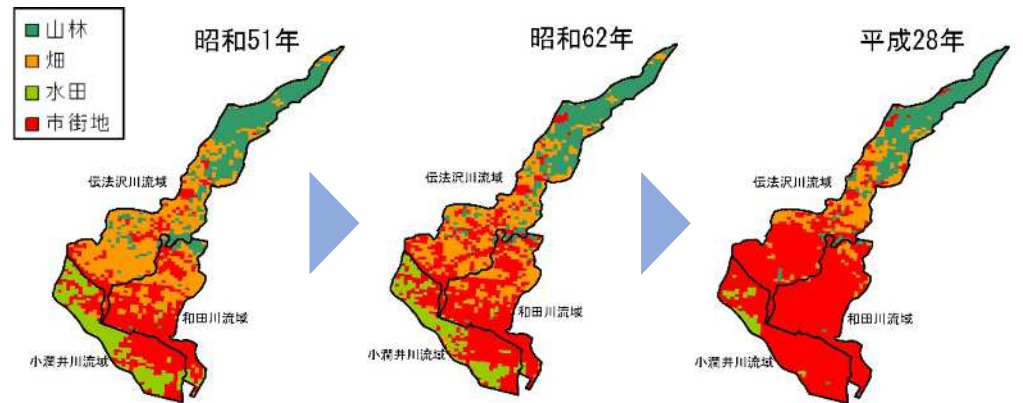 山林
畑
水田
市街地
昭和51年
昭和62年
平成28年
伝法沢川流域
和田川流域
小潤井川流域
伝法沢川流域
和田川流域
小潤井川流域
伝法沢川流域
和田川流域
小潤井川流域